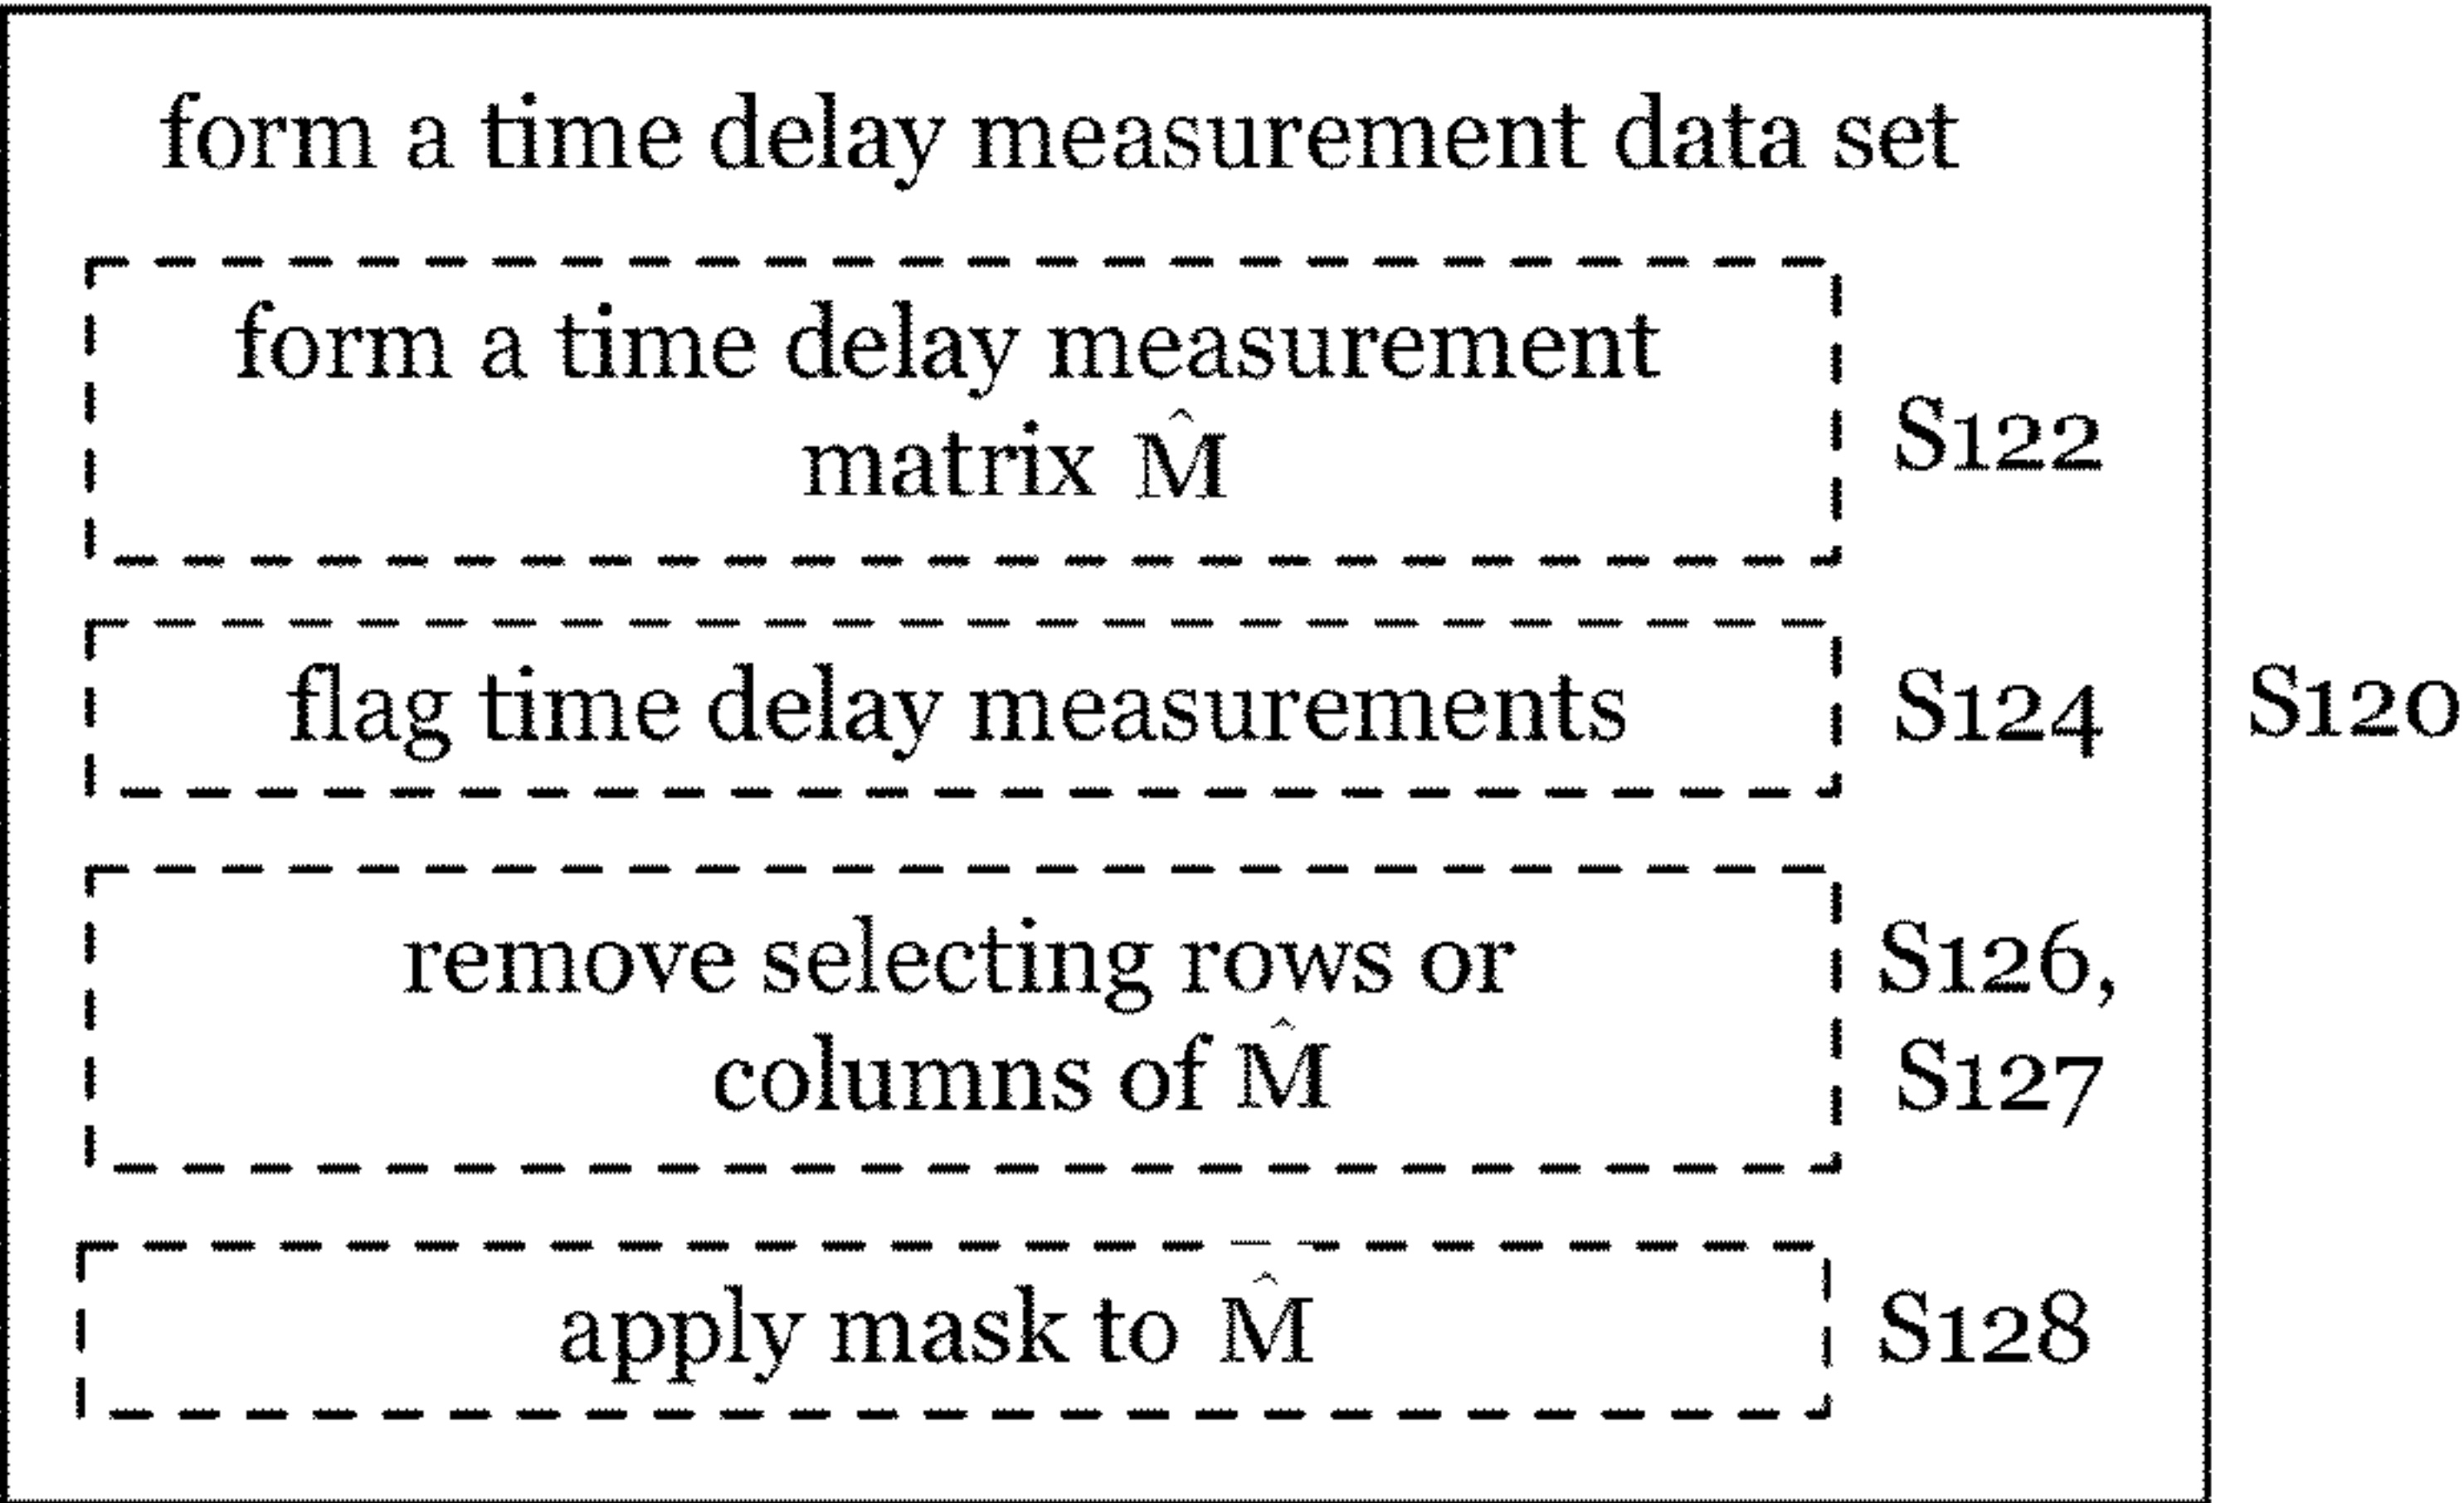 form a time delay measurement data set
form a time delay measurement
matrix M̂
S122
flag time delay measurements
S124
S120
remove selecting rows or
columns of M̂
S126,
S127
apply mask to M̂
S128